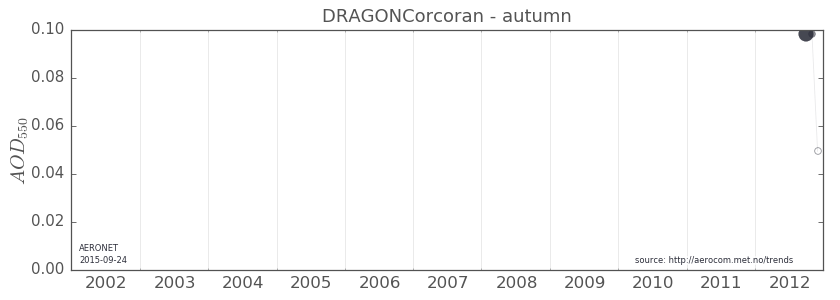 DRAGONCorcoran - autumn
0.10
0.08
0.06
0.04
0.02
0.00
AOD550
AERONET
2015-09-24
source: http://aerocom.met.no/trends
2002 2003 2004 2005 2006 2007 2008 2009 2010 2011 2012